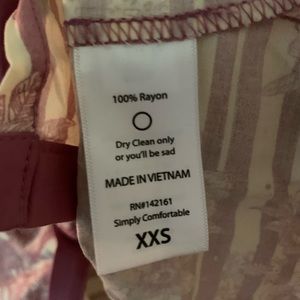 100% Rayon
Dry Clean only
or you'll be sad
MADE IN VIETNAM
RN#142161
Simply Comfortable
XXS